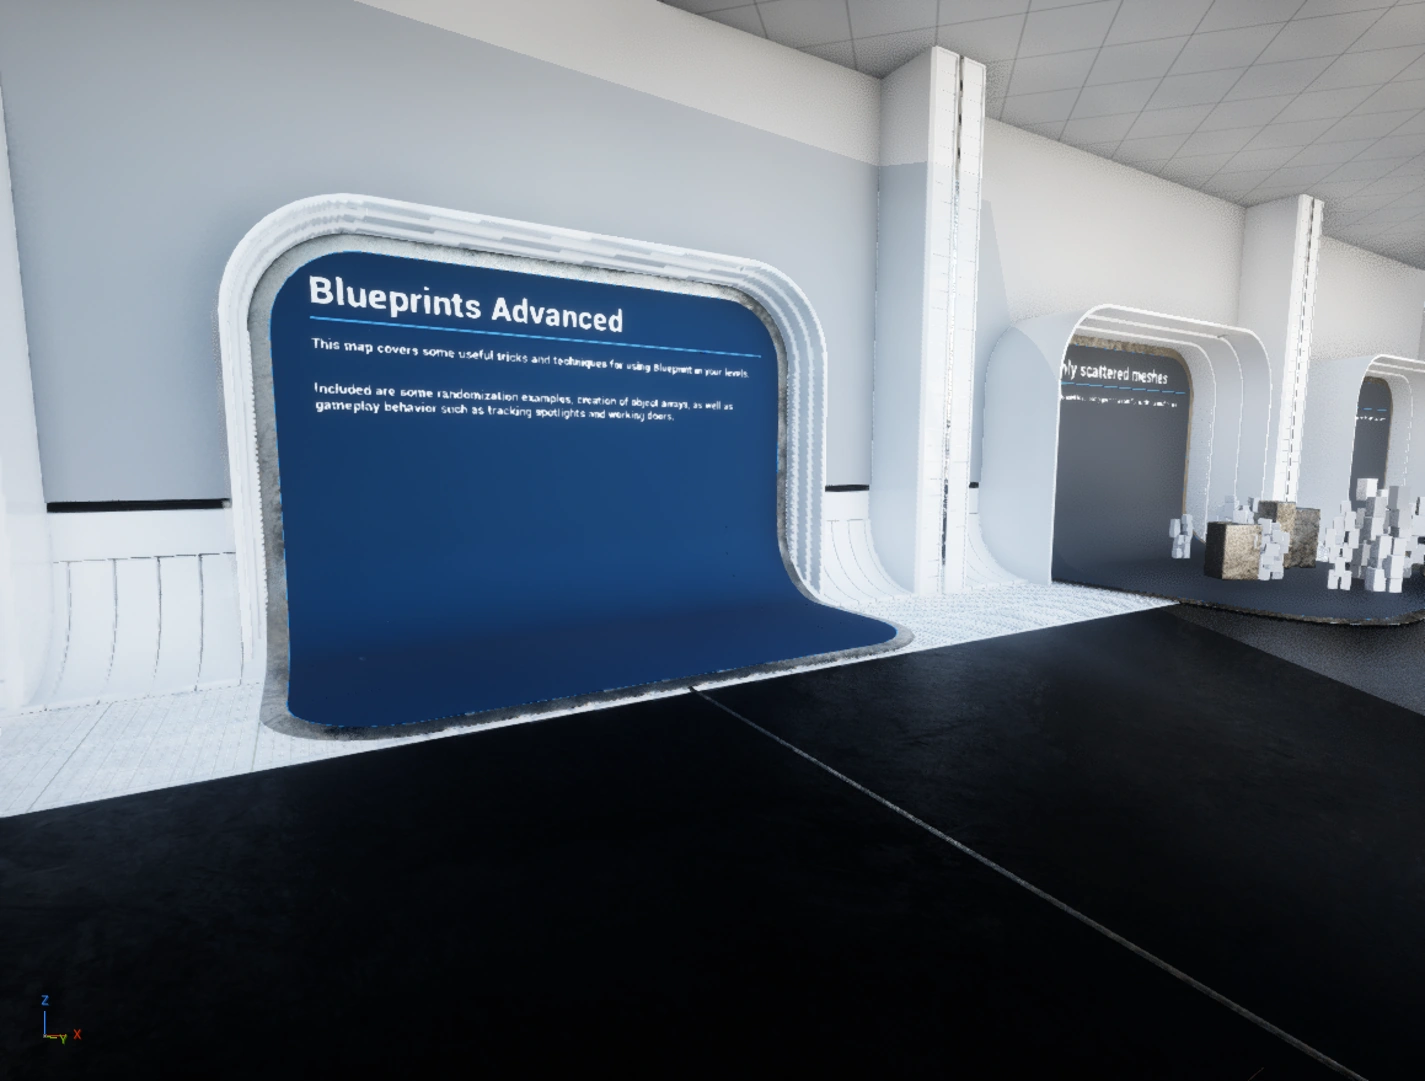 Blueprints Advanced
This map covers some useful tricks and techniques for using Blueprint in your levels.
Included are some randomization examples, creation of object arrays, as well as
gameplay behavior such as tracking spotlights and working doors.
scattered meshes
Z
Y
X